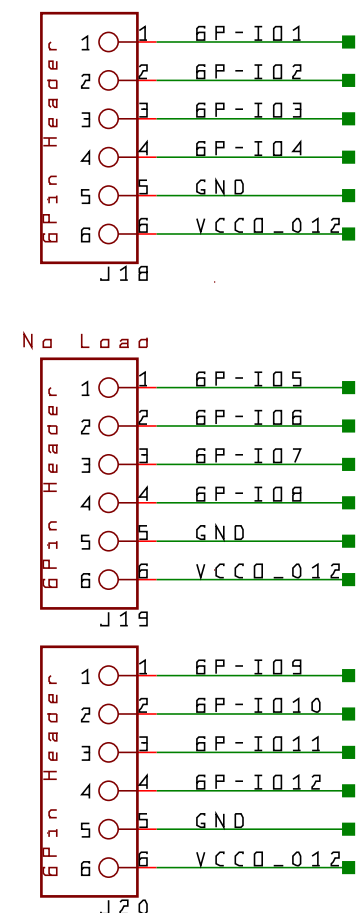 6Pin Header
1 1 6P-IO1
2 2 6P-IO2
3 3 6P-IO3
4 4 6P-IO4
5 5 GND
6 6 VCCO_012
J18
No Load
6Pin Header
1 1 6P-IO5
2 2 6P-IO6
3 3 6P-IO7
4 4 6P-IO8
5 5 GND
6 6 VCCO_012
J19
6Pin Header
1 1 6P-IO9
2 2 6P-IO10
3 3 6P-IO11
4 4 6P-IO12
5 5 GND
6 6 VCCO_012
J20